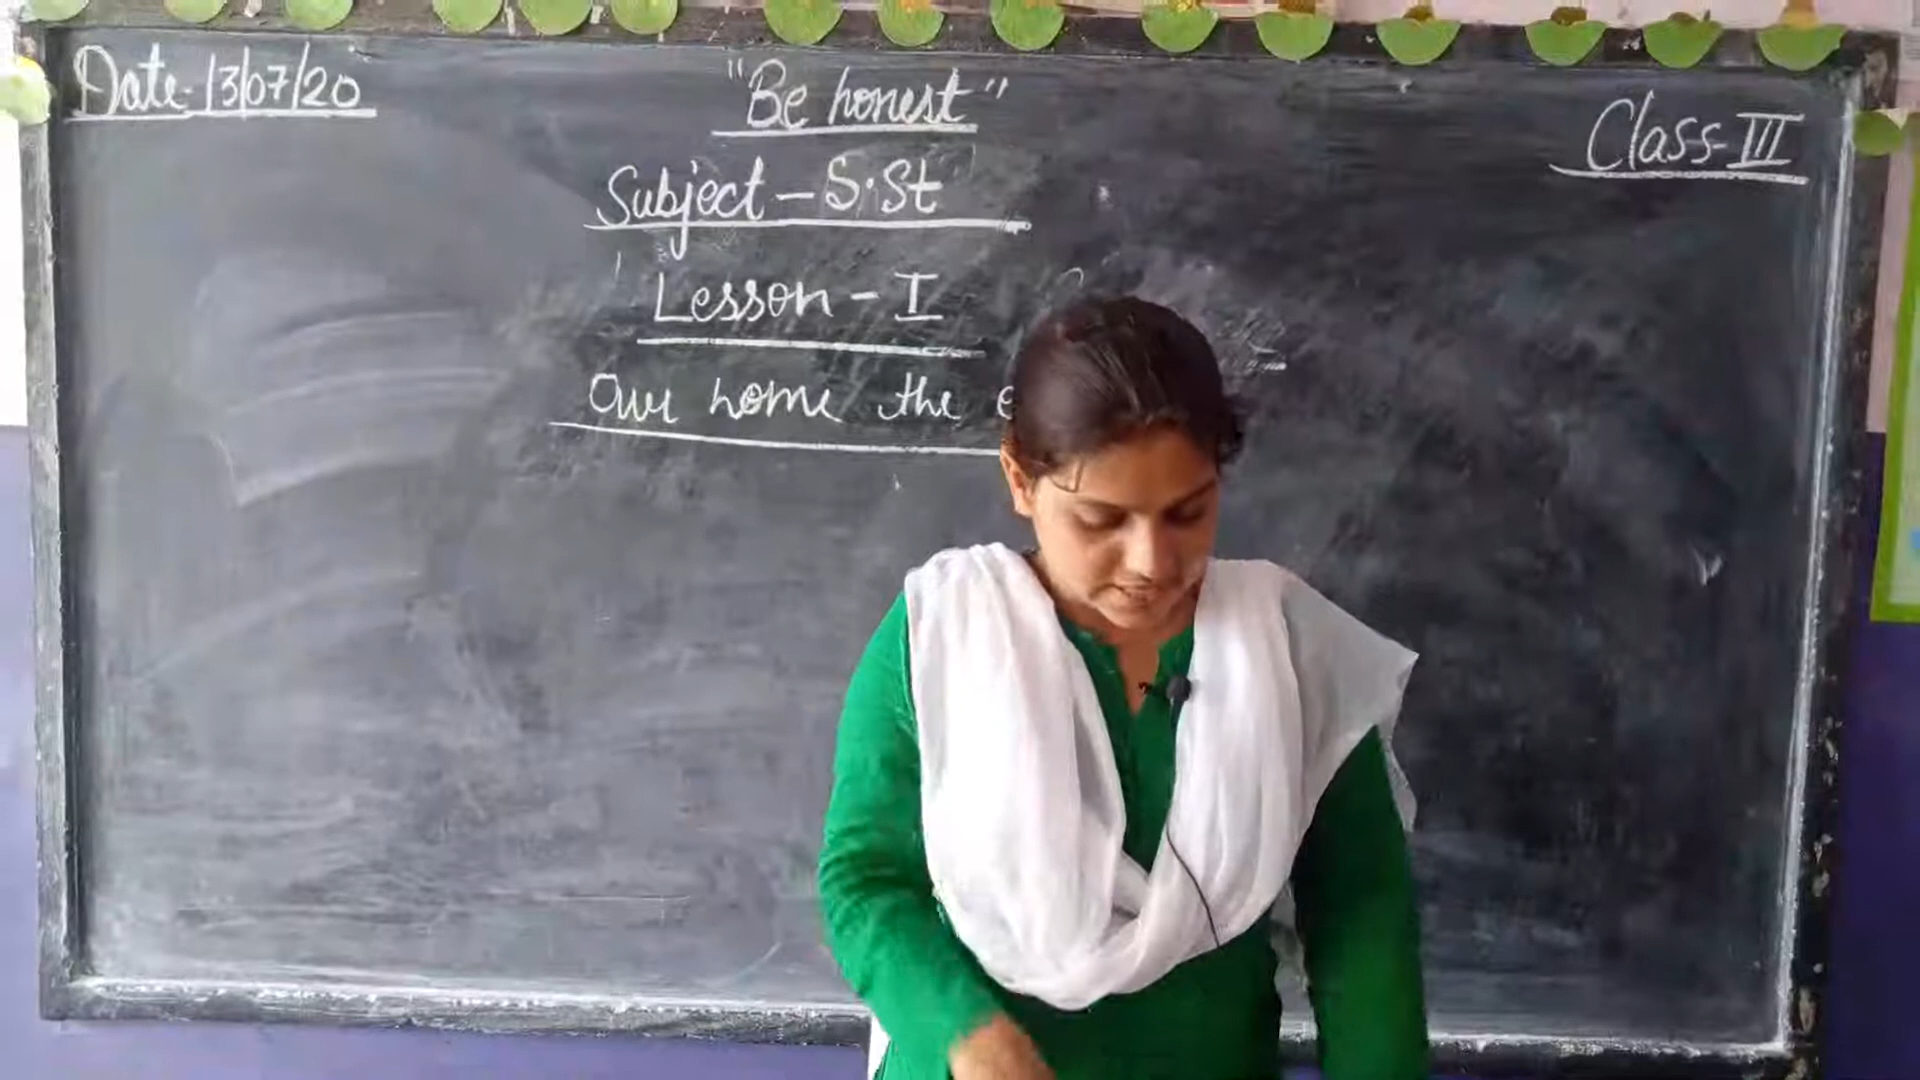 Date- 13/07/20
"Be honest"
Class-III
Subject - S.St
Lesson - I
Our home the